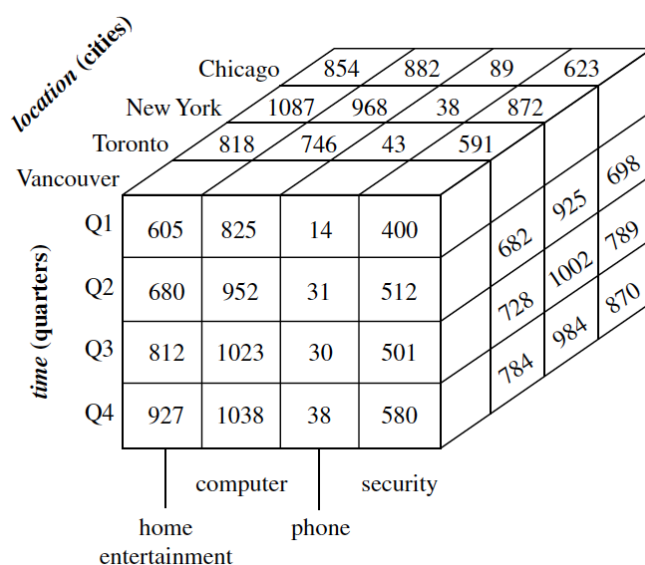 location (cities)
Chicago 854 882 89 623
New York 1087 968 38 872
Toronto 818 746 43 591
Vancouver
time (quarters)
Q1 605 825 14 400 682 925 698
Q2 680 952 31 512 728 1002 789
Q3 812 1023 30 501 784 984 870
Q4 927 1038 38 580
computer security
home phone
entertainment